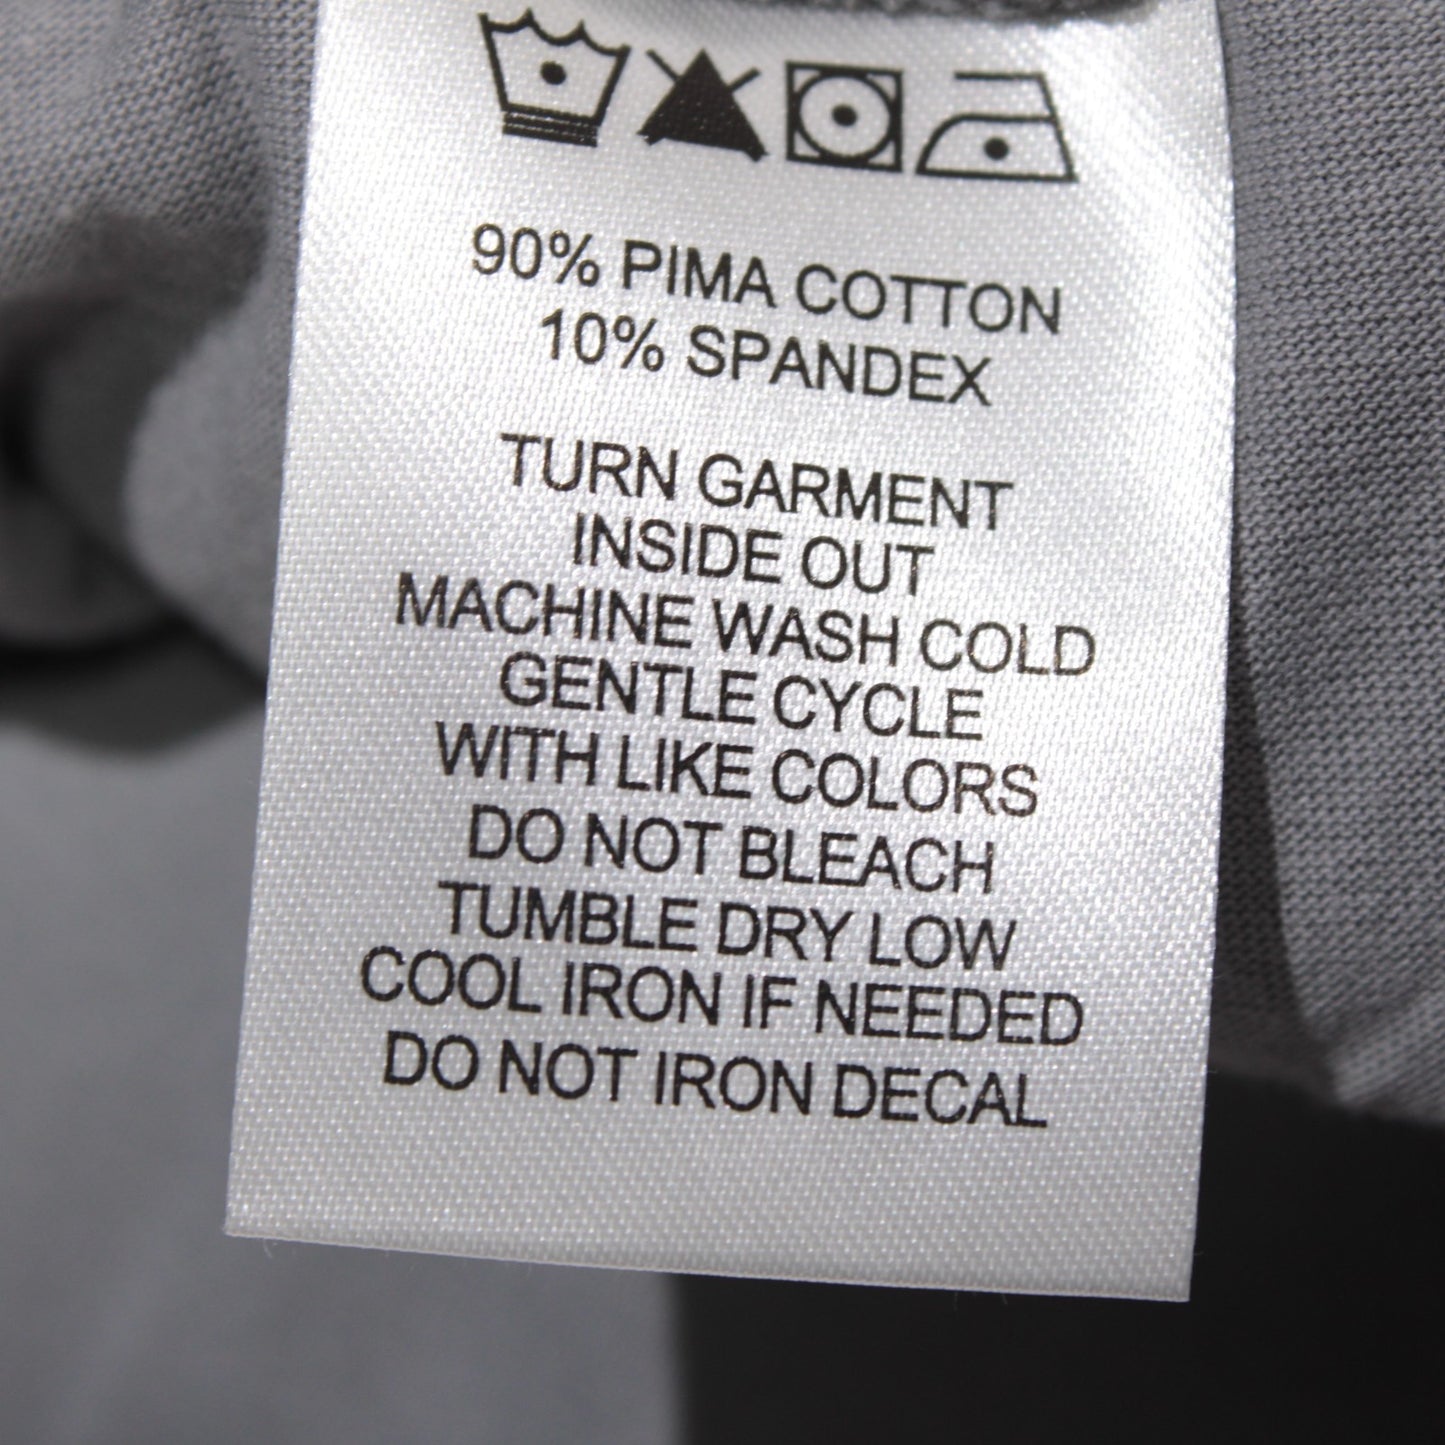 90% PIMA COTTON
10% SPANDEX
TURN GARMENT
INSIDE OUT
MACHINE WASH COLD
GENTLE CYCLE
WITH LIKE COLORS
DO NOT BLEACH
TUMBLE DRY LOW
COOL IRON IF NEEDED
DO NOT IRON DECAL